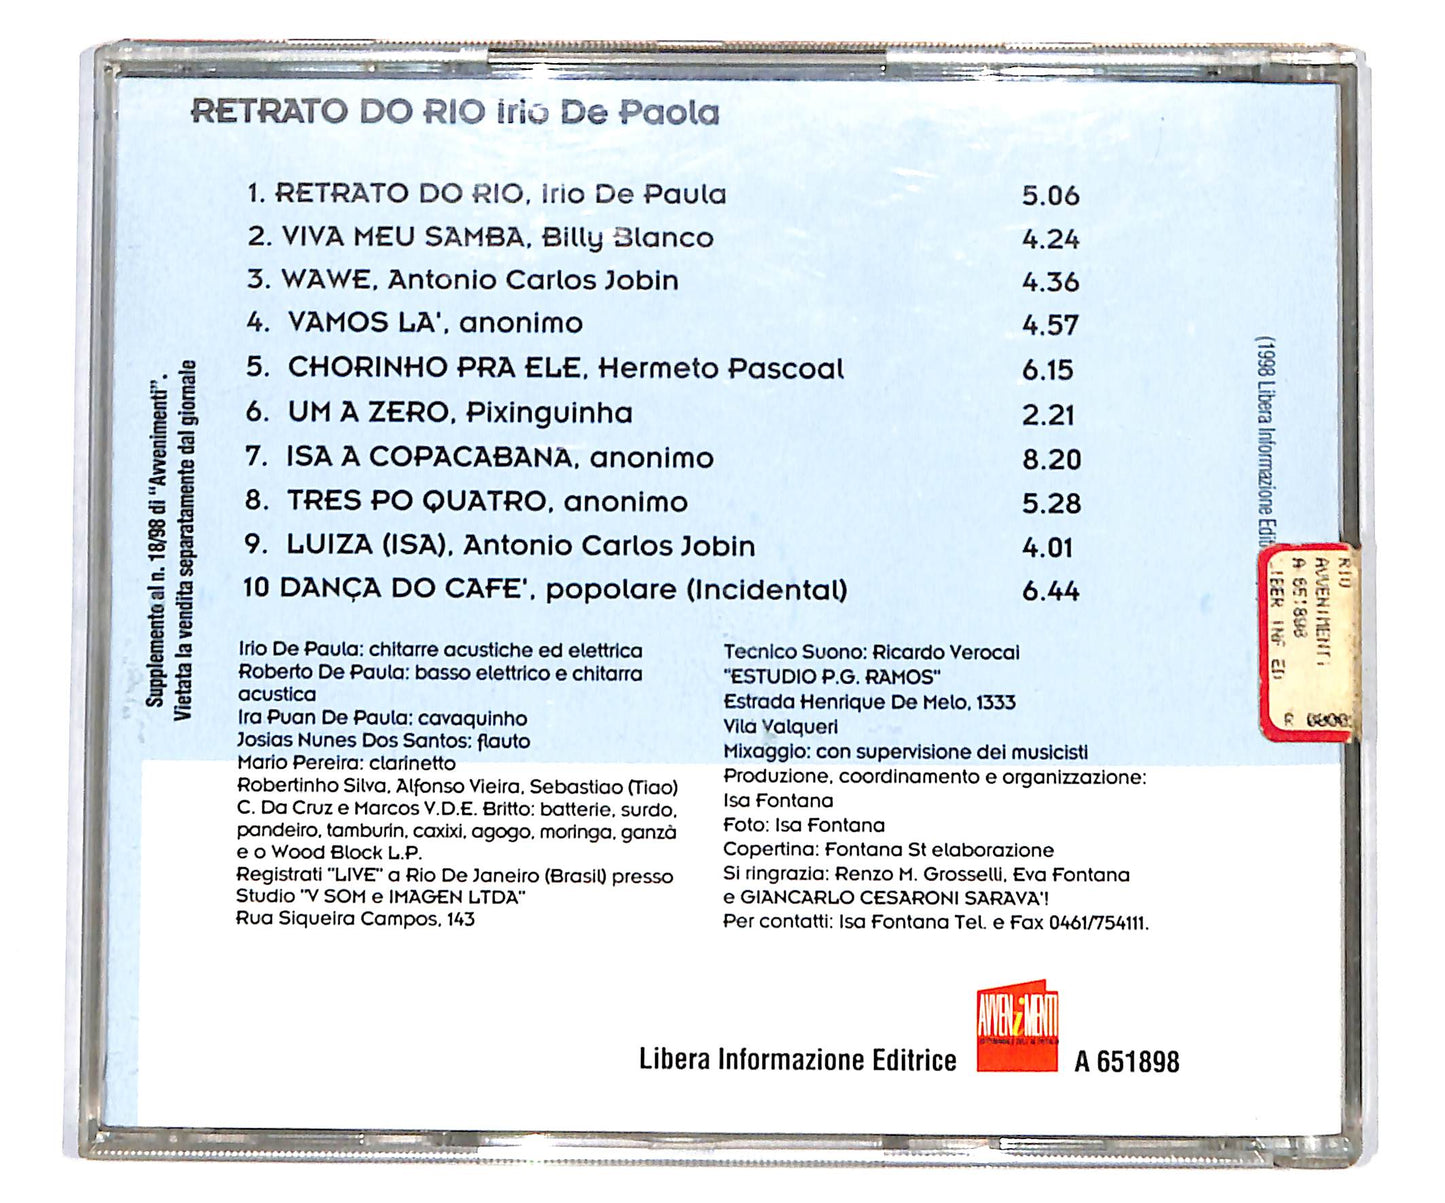 RETRATO DO RIO irio De Paola
1. RETRATO DO RIO, Irio De Paula 5.06
2. VIVA MEU SAMBA, Billy Blanco 4.24
3. WAWE, Antonio Carlos Jobin 4.36
4. VAMOS LA', anonimo 4.57
5. CHORINHO PRA ELE, Hermeto Pascoal 6.15
6. UM A ZERO, Pixinguinha 2.21
7. ISA A COPACABANA, anonimo 8.20
8. TRES PO QUATRO, anonimo 5.28
9. LUIZA (ISA), Antonio Carlos Jobin 4.01
10 DANÇA DO CAFE', popolare (Incidental) 6.44
Irio De Paula: chitarre acustiche ed elettrica
Roberto De Paula: basso elettrico e chitarra
acustica
Ira Puan De Paula: cavaquinho
Josias Nunes Dos Santos: flauto
Mario Pereira: clarinetto
Robertinho Silva, Alfonso Vieira, Sebastiao (Tiao)
C. Da Cruz e Marcos V.D.E. Britto: batterie, surdo,
pandeiro, tamburin, caxixi, agogo, moringa, ganzà
e o Wood Block L.P.
Registrati "LIVE" a Rio De Janeiro (Brasil) presso
Studio "V SOM e IMAGEN LTDA"
Rua Siqueira Campos, 143
Tecnico Suono: Ricardo Verocai
"ESTUDIO P.G. RAMOS"
Estrada Henrique De Melo, 1333
Vila Valqueri
Mixaggio: con supervisione dei musicisti
Produzione, coordinamento e organizzazione:
Isa Fontana
Foto: Isa Fontana
Copertina: Fontana St elaborazione
Si ringrazia: Renzo M. Grosselli, Eva Fontana
e GIANCARLO CESARONI SARAVA'!
Per contatti: Isa Fontana Tel. e Fax 0461/754111.
Supplemento al n. 18/98 di "Avvenimenti".
Vietata la vendita separatamente dal giornale
(1998 Libera Informazione Edit
RIO
AVVENIMENTI
A 651898
IBER INF ED
Libera Informazione Editrice
AVVENiMENTI
A 651898